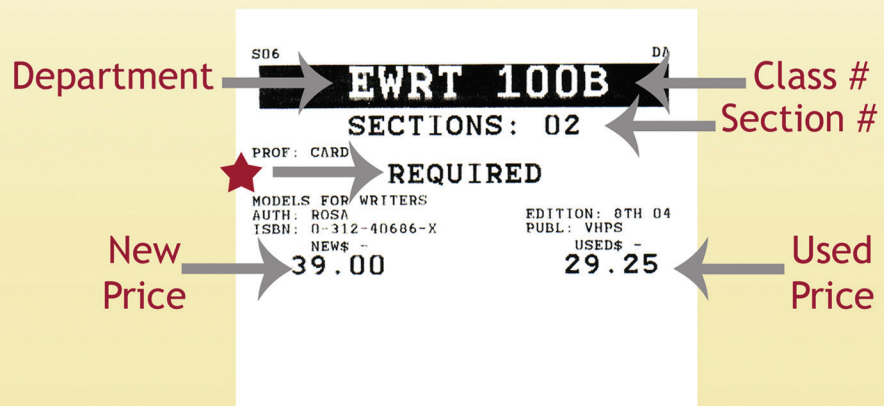 S06 DA
Department EWRT 100B Class #
SECTIONS: 02 Section #
PROF: CARD
REQUIRED
MODELS FOR WRITERS
AUTH: ROSA EDITION: 8TH 04
ISBN: 0-312-40686-X PUBL: VHPS
NEW$ - USED$ -
New Price 39.00 29.25 Used Price